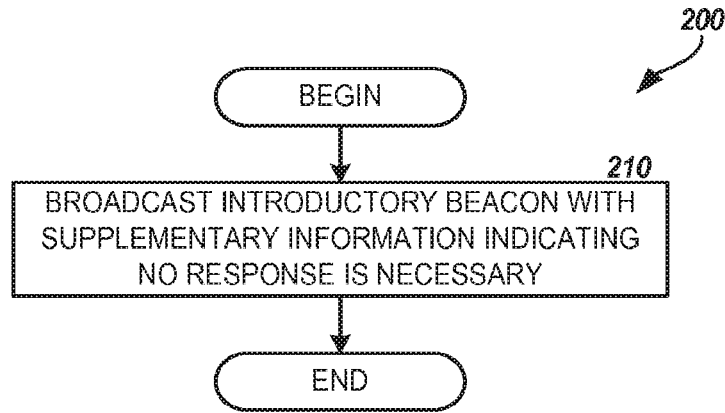 200
BEGIN
210
BROADCAST INTRODUCTORY BEACON WITH
SUPPLEMENTARY INFORMATION INDICATING
NO RESPONSE IS NECESSARY
END